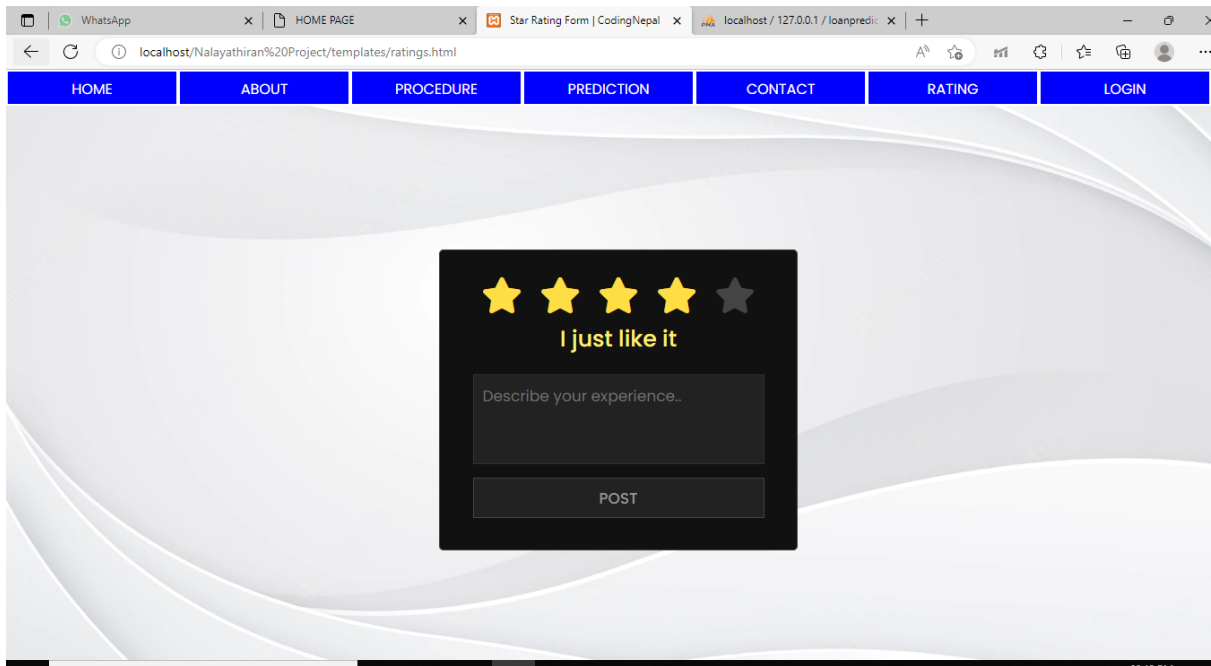 WhatsApp
HOME PAGE
Star Rating Form | CodingNepal
localhost / 127.0.0.1 / loanpredic
localhost/Nalayathiran%20Project/templates/ratings.html
HOME
ABOUT
PROCEDURE
PREDICTION
CONTACT
RATING
LOGIN
I just like it
Describe your experience..
POST